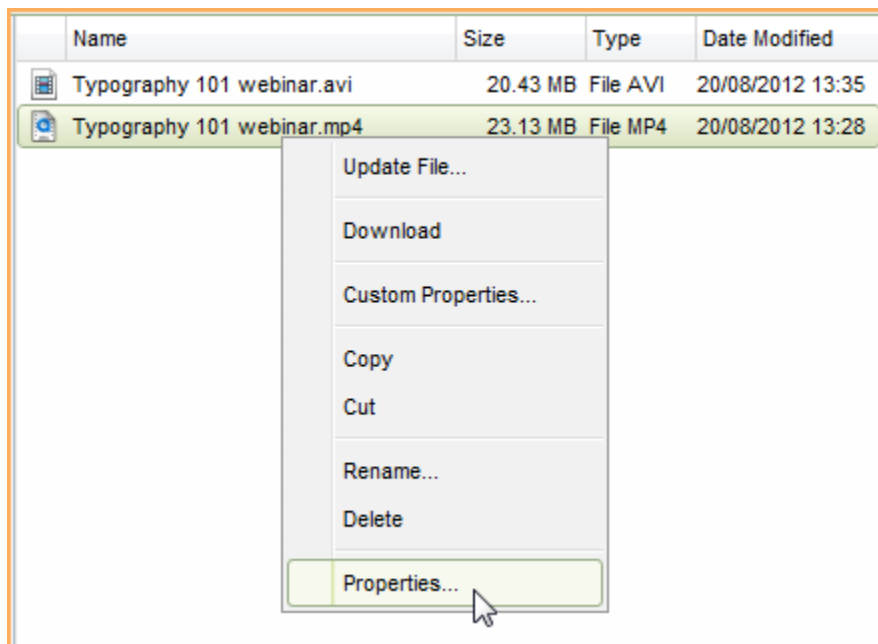 Name Size Type Date Modified
Typography 101 webinar.avi 20.43 MB File AVI 20/08/2012 13:35
Typography 101 webinar.mp4 23.13 MB File MP4 20/08/2012 13:28
Update File...
Download
Custom Properties...
Copy
Cut
Rename...
Delete
Properties...